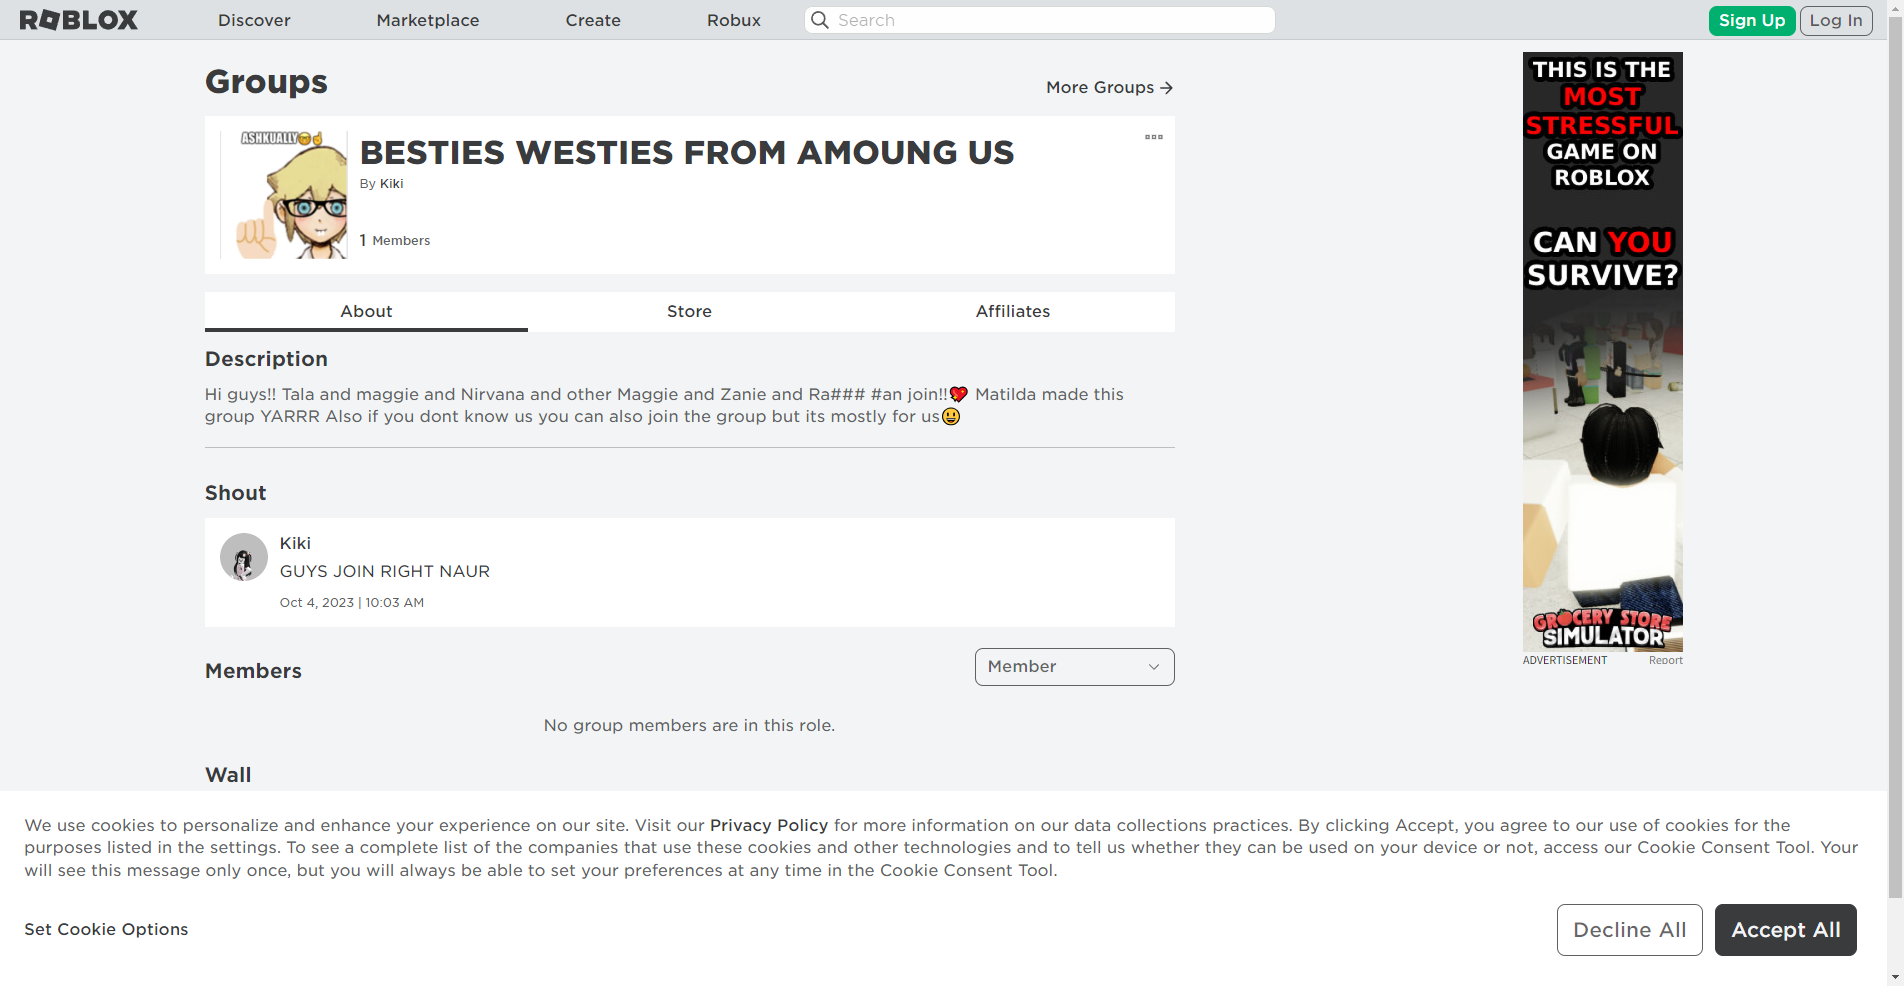 ROBLOX
Discover
Marketplace
Create
Robux
Search
Sign Up
Log In
Groups
More Groups →
ASHKUALLY🤓☝
BESTIES WESTIES FROM AMOUNG US
By Kiki
1 Members
About
Store
Affiliates
Description
Hi guys!! Tala and maggie and Nirvana and other Maggie and Zanie and Ra### #an join!!💖 Matilda made this
group YARRR Also if you dont know us you can also join the group but its mostly for us😃
Shout
Kiki
GUYS JOIN RIGHT NAUR
Oct 4, 2023 | 10:03 AM
Members
Member
No group members are in this role.
Wall
THIS IS THE
MOST
STRESSFUL
GAME ON
ROBLOX
CAN YOU
SURVIVE?
GROCERY STORE
SIMULATOR
ADVERTISEMENT
Report
We use cookies to personalize and enhance your experience on our site. Visit our Privacy Policy for more information on our data collections practices. By clicking Accept, you agree to our use of cookies for the
purposes listed in the settings. To see a complete list of the companies that use these cookies and other technologies and to tell us whether they can be used on your device or not, access our Cookie Consent Tool. Your
will see this message only once, but you will always be able to set your preferences at any time in the Cookie Consent Tool.
Set Cookie Options
Decline All
Accept All